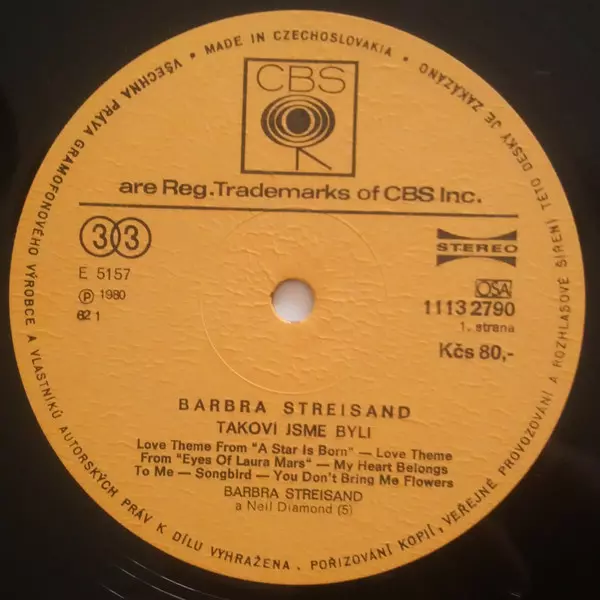 VŠECHNA PRÁVA GRAMOFONOVÉHO VÝROBCE A VLASTNÍKŮ AUTORSKÝCH PRÁV K DÍLU VYHRAŽENA. POŘIZOVÁNÍ KOPIÍ, VEŘEJNÉ PROVOZOVÁNÍ A ROZHLASOVÉ ŠÍŘENÍ TÉTO DESKY JE ZAKÁZÁNO
• MADE IN CZECHOSLOVAKIA •
CBS
are Reg.Trademarks of CBS Inc.
33
STEREO
E 5157
OSA
Ⓟ 1980
1113 2790
82 1
1. strana
Kčs 80,-
BARBRA STREISAND
TAKOVÍ JSME BYLI
Love Theme From "A Star Is Born" — Love Theme
From "Eyes Of Laura Mars" — My Heart Belongs
To Me — Songbird — You Don't Bring Me Flowers
BARBRA STREISAND
a Neil Diamond (5)